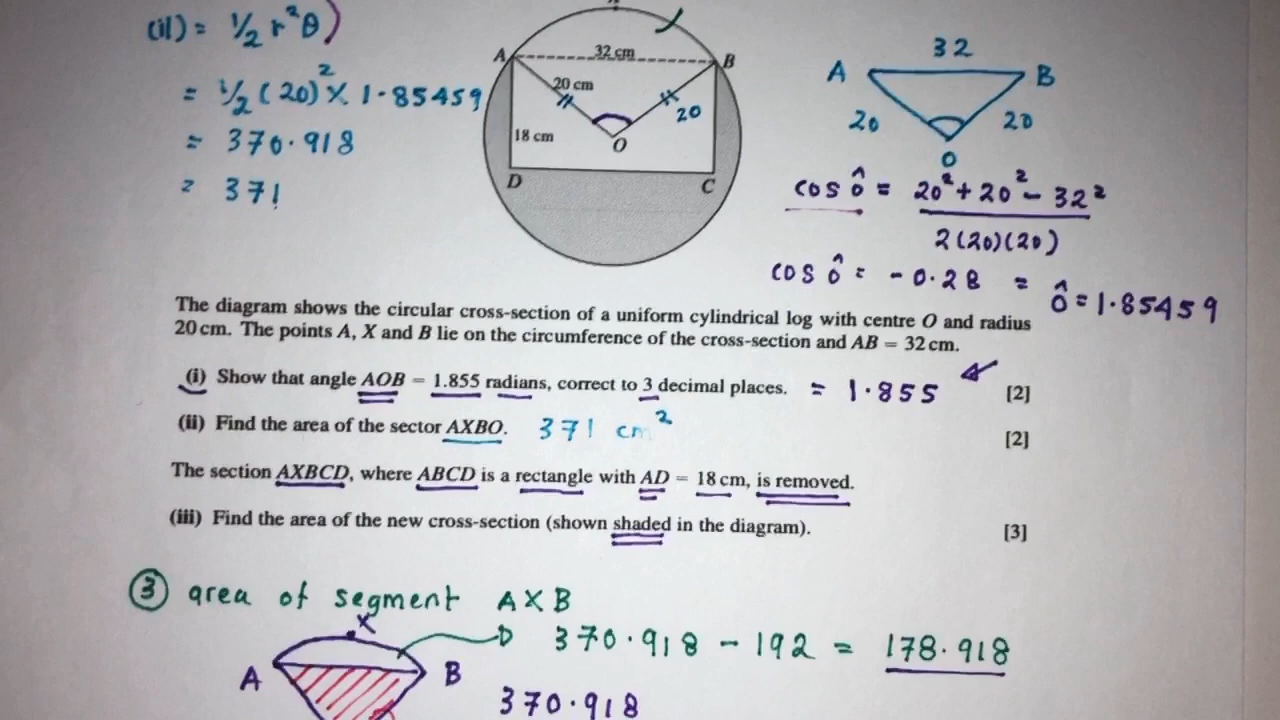 (ii) = 1/2 r²θ)
= 1/2 (20)² × 1.85459
= 370.918
= 371
A
32 cm
B
20 cm
20
18 cm
O
D
C
32
A
B
20
20
O
cos ô = 20² + 20² - 32²
2(20)(20)
cos ô = -0.28 = ô = 1.85459
The diagram shows the circular cross-section of a uniform cylindrical log with centre O and radius
20 cm. The points A, X and B lie on the circumference of the cross-section and AB = 32 cm.
(i) Show that angle AOB = 1.855 radians, correct to 3 decimal places. = 1.855 [2]
(ii) Find the area of the sector AXBO. 371 cm² [2]
The section AXBCD, where ABCD is a rectangle with AD = 18 cm, is removed.
(iii) Find the area of the new cross-section (shown shaded in the diagram). [3]
③ area of segment AXB
X
370.918 - 192 = 178.918
A
B
370.918